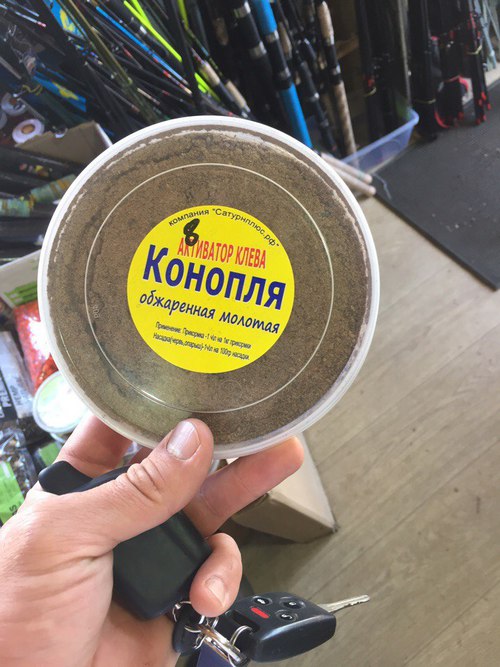 компания "Сатурнплюс.рф"
8
АКТИВАТОР КЛЕВА
Конопля
обжаренная молотая
Применение: Прикормка -1 ч\л на 1кг прикормки
Насадка(червь,опарыш)-1ч\л на 100гр насадки